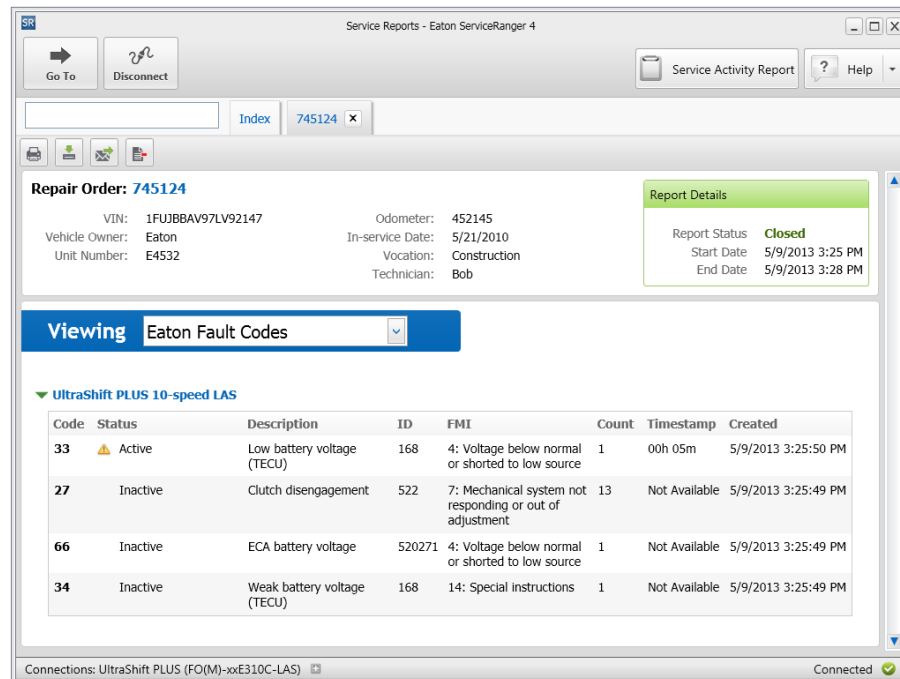 SR
Service Reports - Eaton ServiceRanger 4
Go To
Disconnect
Service Activity Report
? Help
Index
745124
Repair Order: 745124
VIN: 1FUJBBAV97LV92147
Odometer: 452145
Vehicle Owner: Eaton
In-service Date: 5/21/2010
Unit Number: E4532
Vocation: Construction
Technician: Bob
Report Details
Report Status Closed
Start Date 5/9/2013 3:25 PM
End Date 5/9/2013 3:28 PM
Viewing Eaton Fault Codes
UltraShift PLUS 10-speed LAS
Code Status Description ID FMI Count Timestamp Created
33 Active Low battery voltage 168 4: Voltage below normal 1 00h 05m 5/9/2013 3:25:50 PM
(TECU) or shorted to low source
27 Inactive Clutch disengagement 522 7: Mechanical system not 13 Not Available 5/9/2013 3:25:49 PM
responding or out of
adjustment
66 Inactive ECA battery voltage 520271 4: Voltage below normal 1 Not Available 5/9/2013 3:25:49 PM
or shorted to low source
34 Inactive Weak battery voltage 168 14: Special instructions 1 Not Available 5/9/2013 3:25:49 PM
(TECU)
Connections: UltraShift PLUS (FO(M)-xxE310C-LAS)
Connected